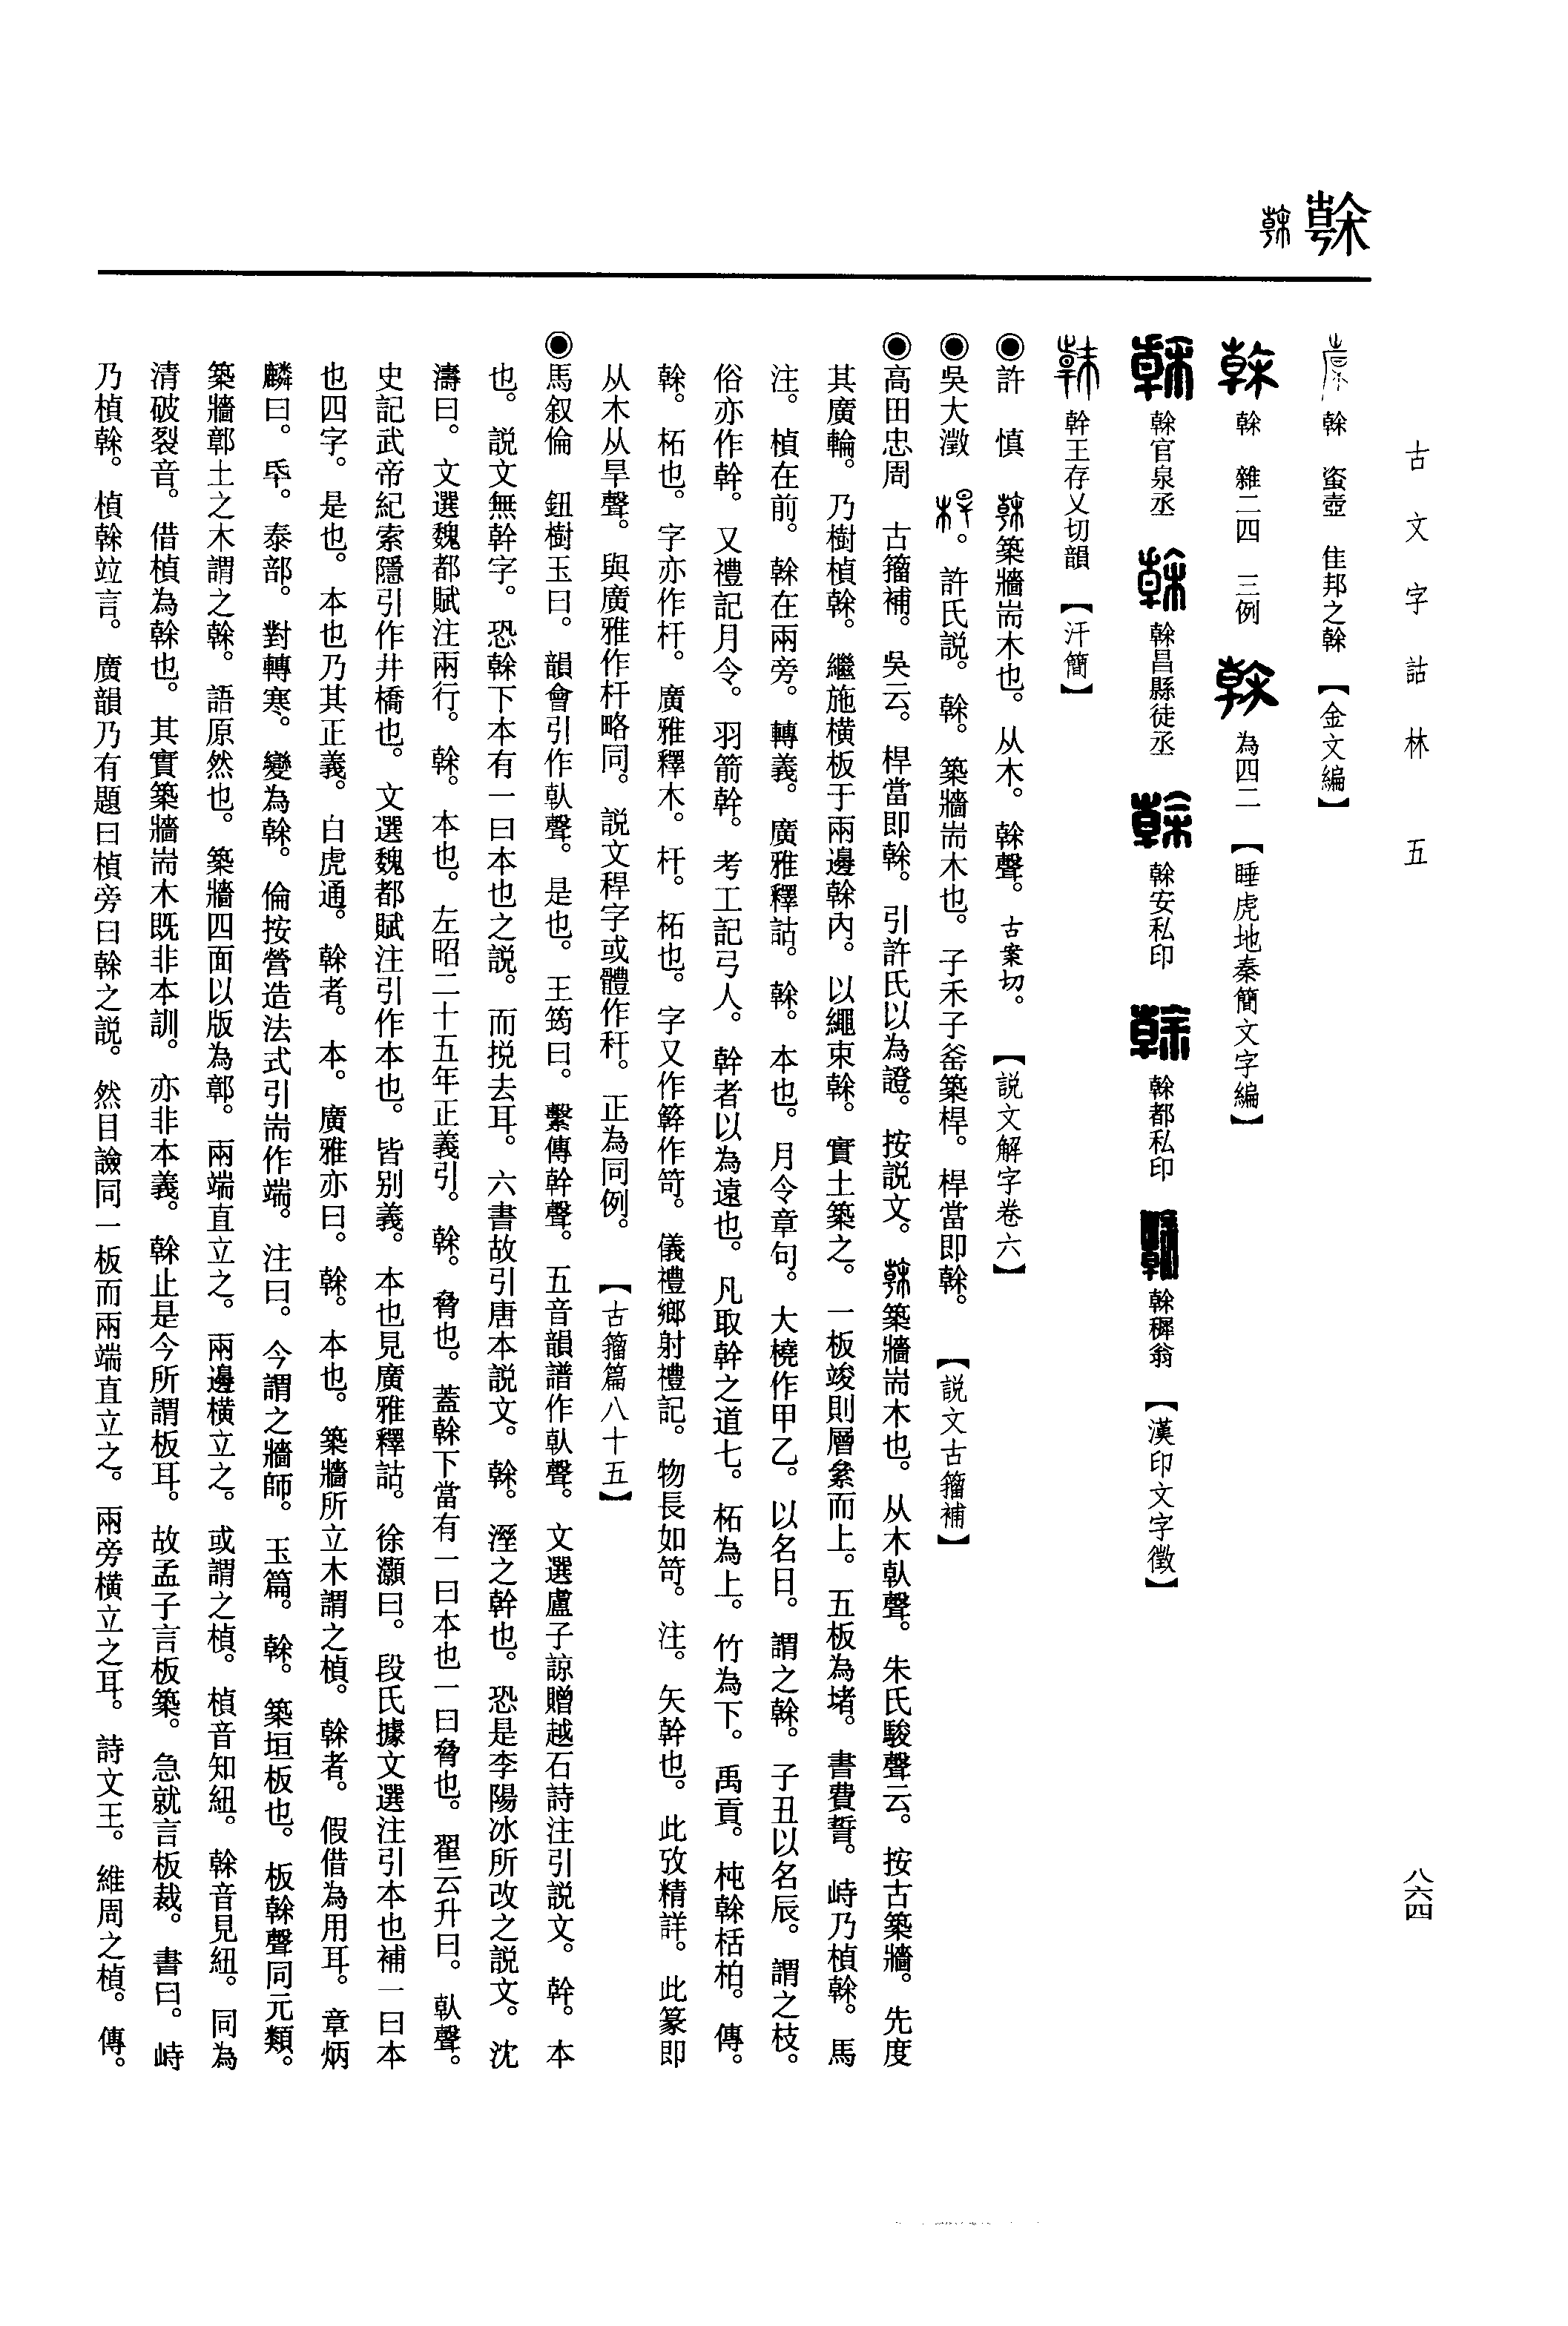 古文字詁林 五
八六四
榦
榦 𧊒壺 隹邦之榦 【金文編】
榦 雜二四 三例 為四二 【睡虎地秦簡文字編】
榦官泉丞 榦昌縣徒丞 榦安私印 榦都私印 榦穉翁 【漢印文字徵】
榦王存乂切韻 【汗簡】
◉許 慎 榦築牆耑木也。从木。榦聲。古案切。 【説文解字卷六】
◉吳大澂 桿。許氏説。榦。築牆耑木也。子禾子釜築桿。桿當即榦。 【説文古籀補】
◉高田忠周 古籀補。吳云。桿當即榦。引許氏以為證。按説文。榦築牆耑木也。从木倝聲。朱氏駿聲云。按古築牆。先度
其廣輪。乃樹楨榦。繼施横板于兩邊榦內。以繩束榦。實土築之。一板竣則層絫而上。五板為堵。書費誓。峙乃楨榦。馬
注。楨在前。榦在兩旁。轉義。廣雅釋詁。榦。本也。月令章句。大橈作甲乙。以名日。謂之榦。子丑以名辰。謂之枝。
俗亦作幹。又禮記月令。羽箭幹。考工記弓人。幹者以為遠也。凡取幹之道七。柘為上。竹為下。禹貢。杶榦栝柏。傳。
榦。柘也。字亦作杆。廣雅釋木。杆。柘也。字又作簳作笴。儀禮鄉射禮記。物長如笴。注。矢幹也。此攷精詳。此篆即
从木从旱聲。與廣雅作杆略同。説文稈字或體作秆。正為同例。 【古籀篇八十五】
◉馬叙倫 鈕樹玉曰。韻會引作倝聲。是也。王筠曰。繫傳幹聲。五音韻譜作倝聲。文選盧子諒贈越石詩注引説文。幹。本
也。説文無幹字。恐榦下本有一曰本也之説。而挩去耳。六書故引唐本説文。榦。溼之幹也。恐是李陽冰所改之説文。沈
濤曰。文選魏都賦注兩行。榦。本也。左昭二十五年正義引。榦。脅也。蓋榦下當有一曰本也一曰脅也。翟云升曰。倝聲。
史記武帝紀索隱引作井橋也。文選魏都賦注引作本也。皆别義。本也見廣雅釋詁。徐灝曰。段氏據文選注引本也補一曰本
也四字。是也。本也乃其正義。白虎通。榦者。本。廣雅亦曰。榦。本也。築牆所立木謂之楨。榦者。假借為用耳。章炳
麟曰。氒。泰部。對轉寒。變為榦。倫按營造法式引耑作端。注曰。今謂之牆師。玉篇。榦。築垣板也。板榦聲同元類。
築牆鄣土之木謂之榦。語原然也。築牆四面以版為鄣。兩端直立之。兩邊横立之。或謂之楨。楨音知紐。榦音見紐。同為
清破裂音。借楨為榦也。其實築牆耑木既非本訓。亦非本義。榦止是今所謂板耳。故孟子言板築。急就言板裁。書曰。峙
乃楨榦。楨榦竝言。廣韻乃有題曰楨旁曰榦之説。然目譣同一板而兩端直立之。兩旁横立之耳。詩文王。維周之楨。傳。